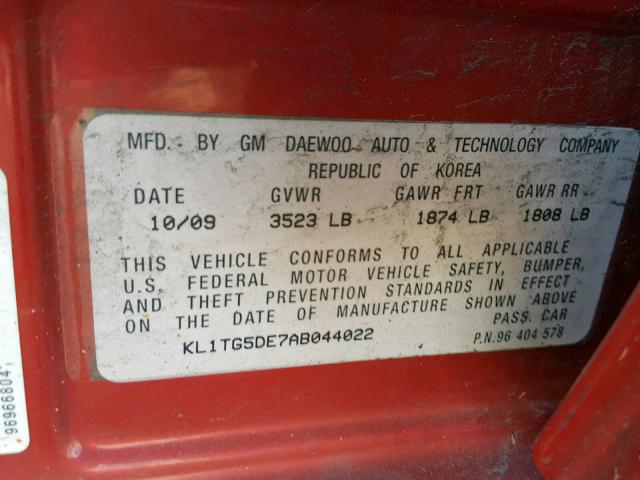 MFD. BY GM DAEWOO AUTO & TECHNOLOGY COMPANY
REPUBLIC OF KOREA
DATE GVWR GAWR FRT GAWR RR
10/09 3523 LB 1874 LB 1808 LB
THIS VEHICLE CONFORMS TO ALL APPLICABLE
U.S. FEDERAL MOTOR VEHICLE SAFETY, BUMPER,
AND THEFT PREVENTION STANDARDS IN EFFECT
ON THE DATE OF MANUFACTURE SHOWN ABOVE
PASS. CAR
KL1TG5DE7AB044022 P.N.96 404 578
96966804